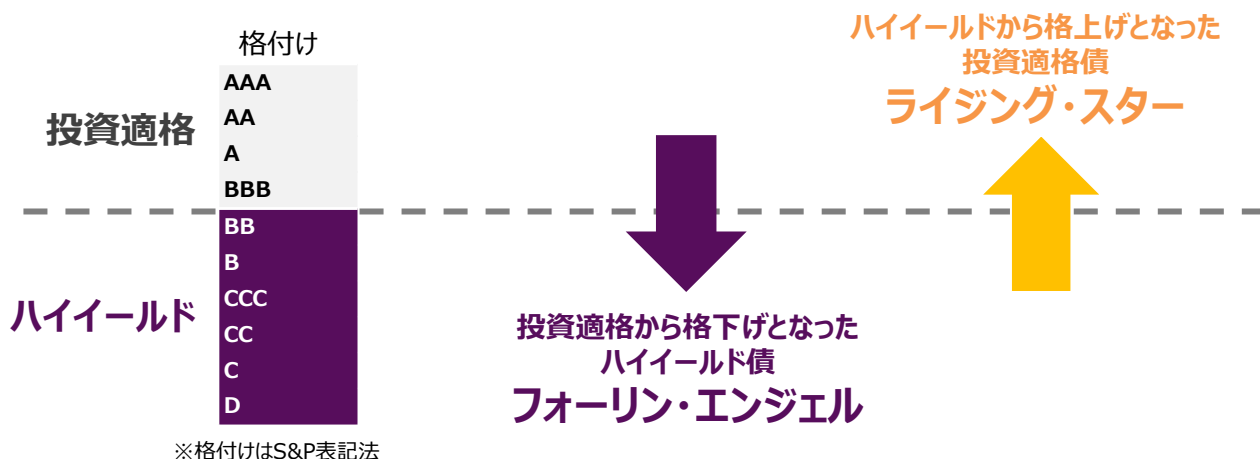 格付け
投資適格
AAA
AA
A
BBB
ハイイールド
BB
B
CCC
CC
C
D
※格付けはS&P表記法
投資適格から格下げとなった
ハイイールド債
フォーリン・エンジェル
ハイイールドから格上げとなった
投資適格債
ライジング・スター